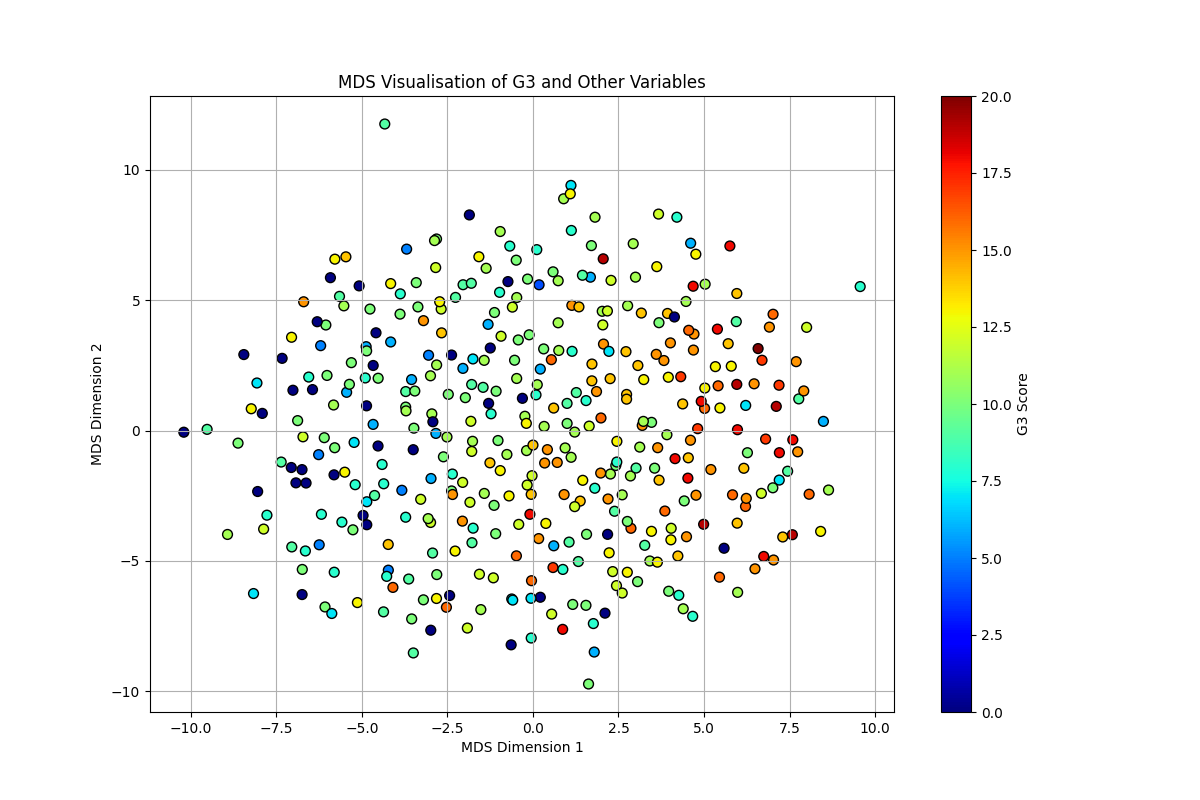 MDS Visualisation of G3 and Other Variables
10
5
0
−5
−10
MDS Dimension 2
−10.0 −7.5 −5.0 −2.5 0.0 2.5 5.0 7.5 10.0
MDS Dimension 1
20.0
17.5
15.0
12.5
10.0
7.5
5.0
2.5
0.0
G3 Score